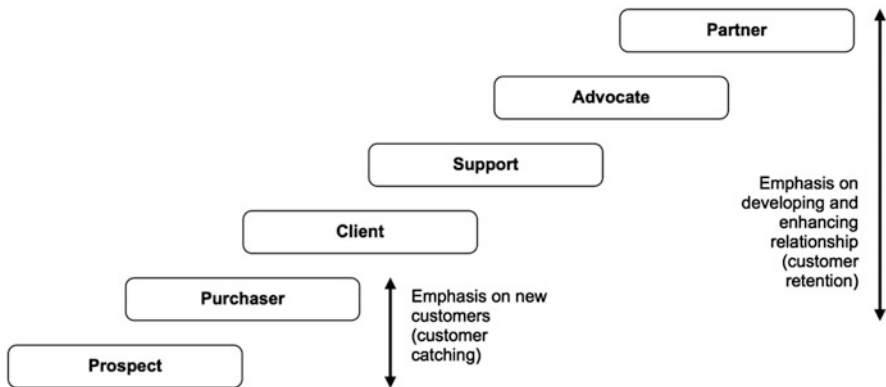 Partner
Advocate
Support
Emphasis on
developing and
enhancing
relationship
(customer
retention)
Client
Purchaser
Emphasis on new
customers
(customer
catching)
Prospect